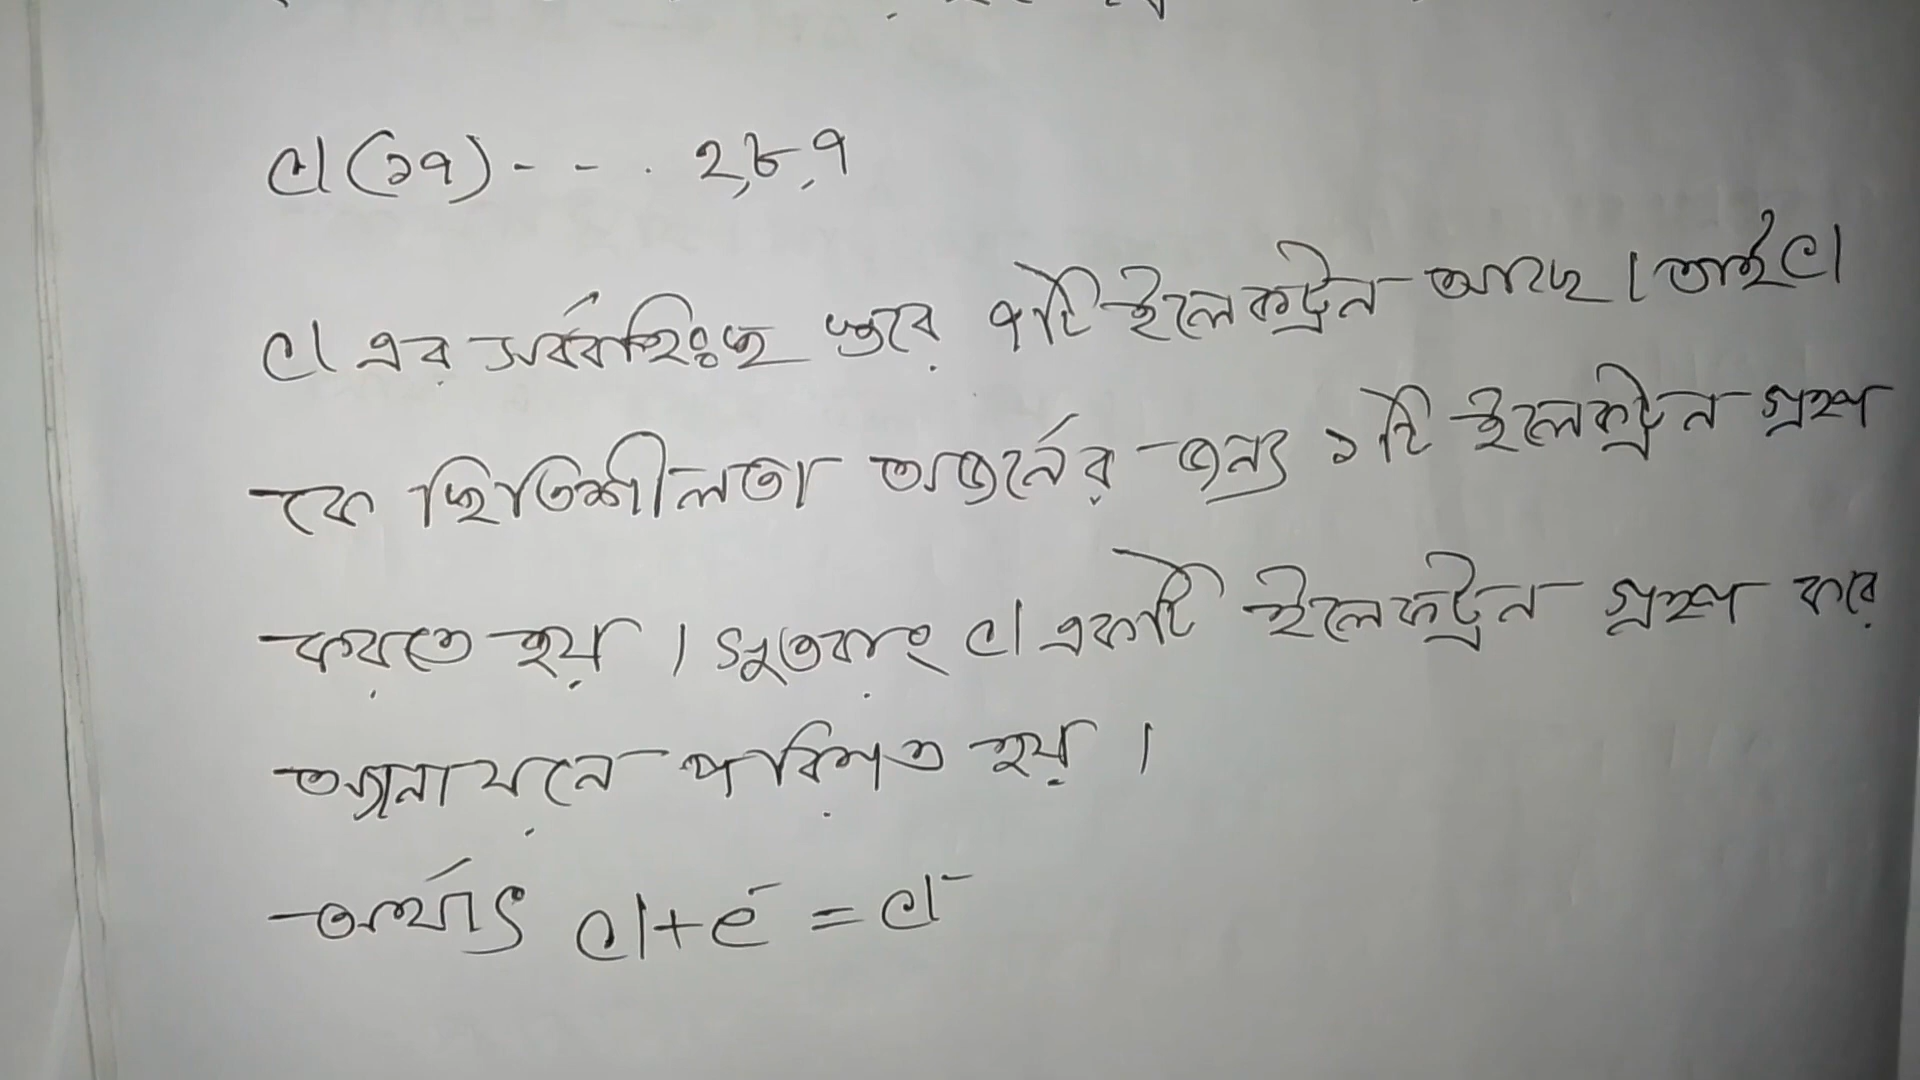 Cl (১৭) - - . ২,৮,৭
Cl এর সর্ববহিঃস্থ স্তরে ৭টি ইলেকট্রন আছে । তাই Cl
কে স্থিতিশীলতা অর্জনের জন্য ১টি ইলেকট্রন গ্রহণ
করতে হয় । সুতরাং Cl একটি ইলেকট্রন গ্রহণ করে
অ্যানায়নে পরিণত হয় ।
অর্থাৎ Cl + e⁻ = Cl⁻